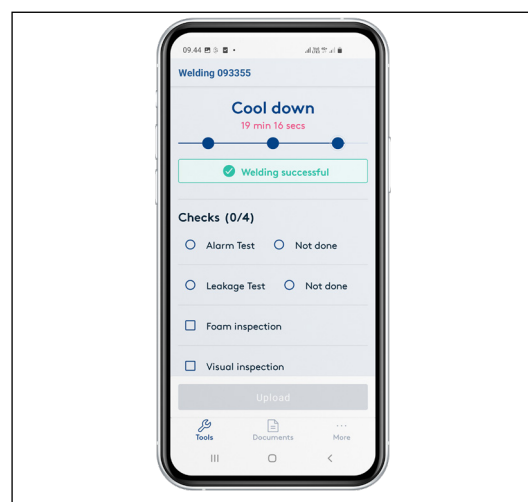 09.44
Welding 093355
Cool down
19 min 16 secs
Welding successful
Checks (0/4)
Alarm Test Not done
Leakage Test Not done
Foam inspection
Visual inspection
Upload
Tools Documents More